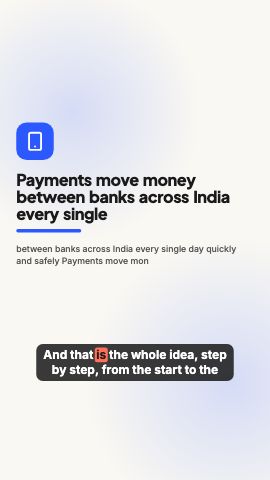 Payments move money
between banks across India
every single
between banks across India every single day quickly
and safely Payments move mon
And that is the whole idea, step
by step, from the start to the